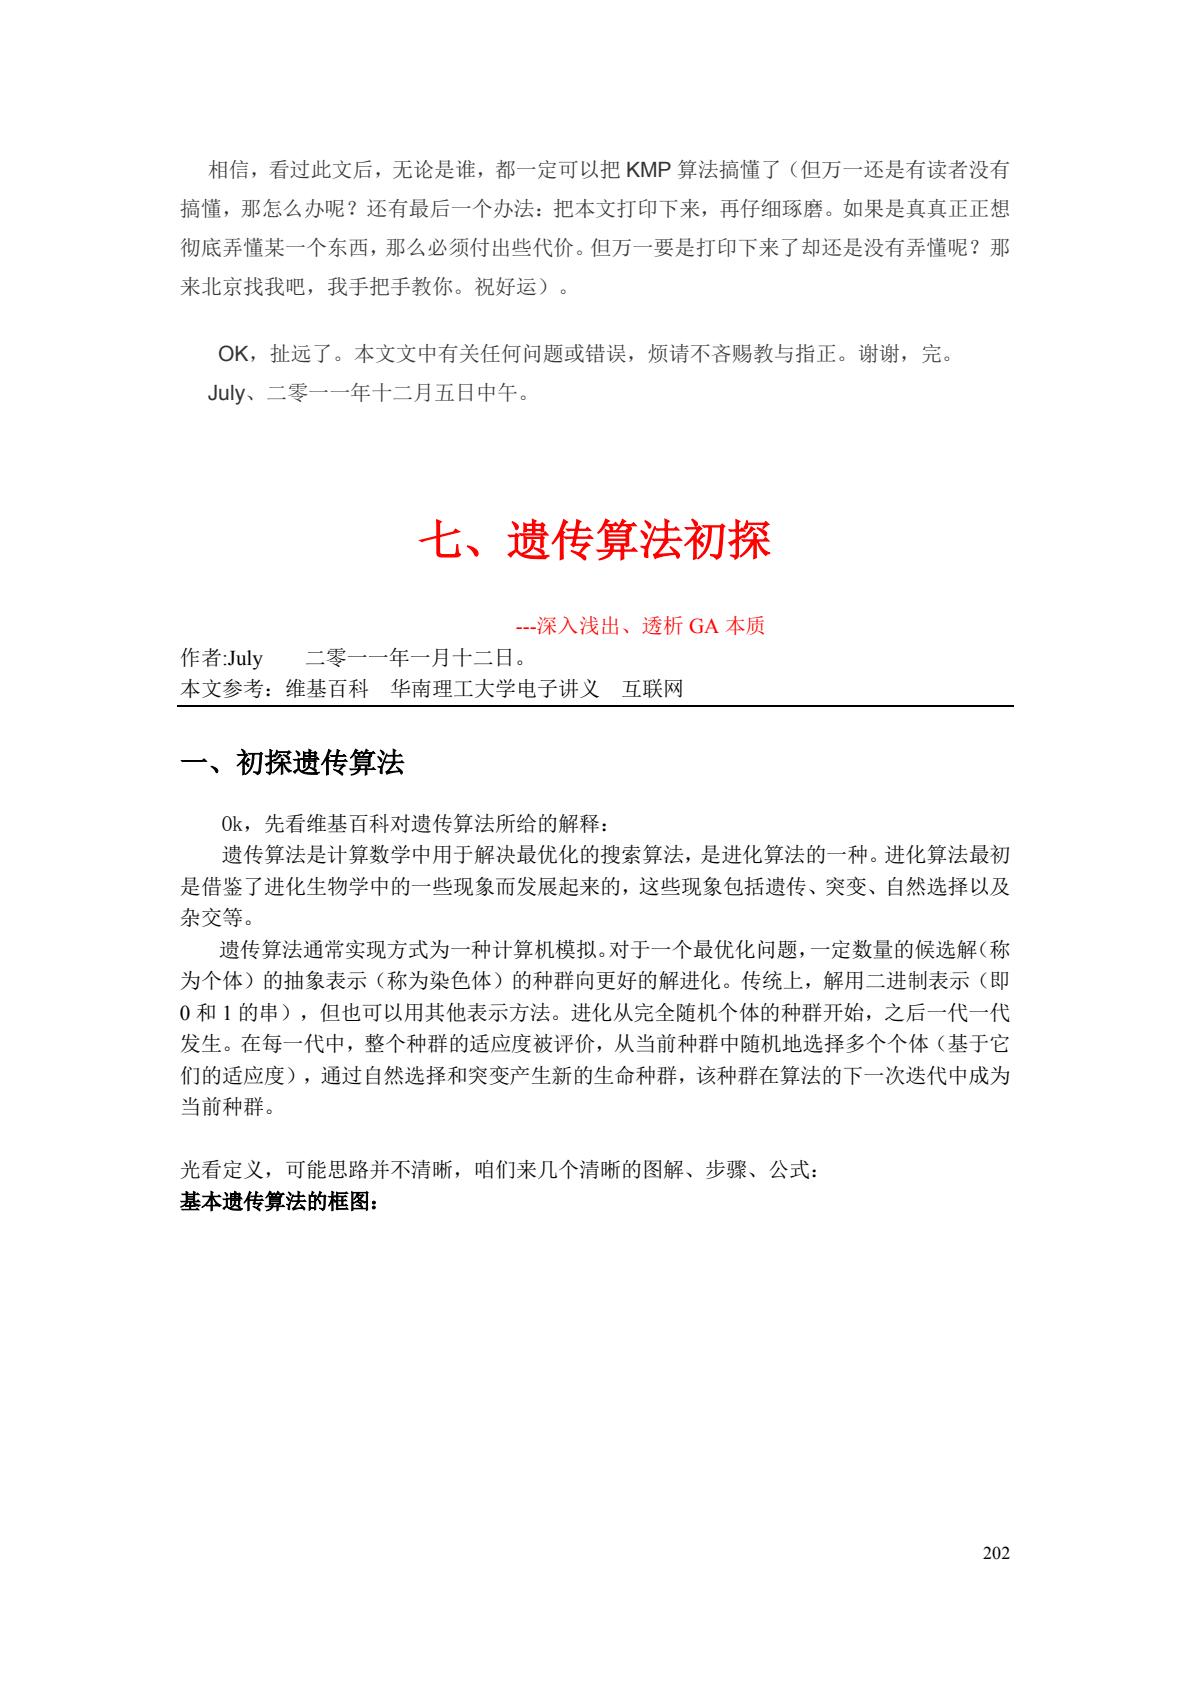 相信，看过此文后，无论是谁，都一定可以把 KMP 算法搞懂了（但万一还是有读者没有
搞懂，那怎么办呢？还有最后一个办法：把本文打印下来，再仔细琢磨。如果是真真正正想
彻底弄懂某一个东西，那么必须付出些代价。但万一要是打印下来了却还是没有弄懂呢？那
来北京找我吧，我手把手教你。祝好运）。
OK，扯远了。本文文中有关任何问题或错误，烦请不吝赐教与指正。谢谢，完。
July、二零一一年十二月五日中午。
七、遗传算法初探
---深入浅出、透析 GA 本质
作者:July 二零一一年一月十二日。
本文参考：维基百科 华南理工大学电子讲义 互联网
一、初探遗传算法
Ok，先看维基百科对遗传算法所给的解释：
遗传算法是计算数学中用于解决最优化的搜索算法，是进化算法的一种。进化算法最初
是借鉴了进化生物学中的一些现象而发展起来的，这些现象包括遗传、突变、自然选择以及
杂交等。
遗传算法通常实现方式为一种计算机模拟。对于一个最优化问题，一定数量的候选解（称
为个体）的抽象表示（称为染色体）的种群向更好的解进化。传统上，解用二进制表示（即
0 和 1 的串），但也可以用其他表示方法。进化从完全随机个体的种群开始，之后一代一代
发生。在每一代中，整个种群的适应度被评价，从当前种群中随机地选择多个个体（基于它
们的适应度），通过自然选择和突变产生新的生命种群，该种群在算法的下一次迭代中成为
当前种群。
光看定义，可能思路并不清晰，咱们来几个清晰的图解、步骤、公式：
基本遗传算法的框图：
202